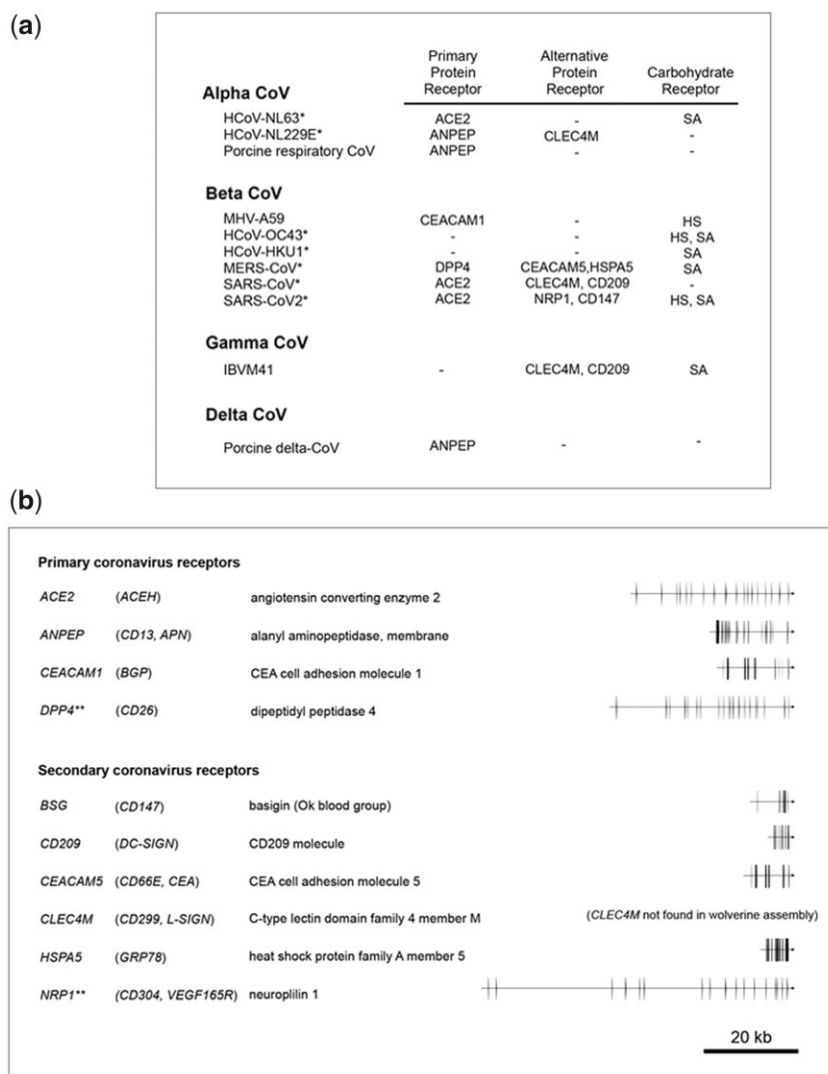 (a)
Primary Protein Receptor Alternative Protein Receptor Carbohydrate Receptor
Alpha CoV
HCoV-NL63* ACE2 - SA
HCoV-NL229E* ANPEP CLEC4M -
Porcine respiratory CoV ANPEP - -
Beta CoV
MHV-A59 CEACAM1 - HS
HCoV-OC43* - - HS, SA
HCoV-HKU1* - - SA
MERS-CoV* DPP4 CEACAM5,HSPA5 SA
SARS-CoV* ACE2 CLEC4M, CD209 -
SARS-CoV2* ACE2 NRP1, CD147 HS, SA
Gamma CoV
IBVM41 - CLEC4M, CD209 SA
Delta CoV
Porcine delta-CoV ANPEP - -
(b)
Primary coronavirus receptors
ACE2 (ACEH) angiotensin converting enzyme 2
ANPEP (CD13, APN) alanyl aminopeptidase, membrane
CEACAM1 (BGP) CEA cell adhesion molecule 1
DPP4** (CD26) dipeptidyl peptidase 4
Secondary coronavirus receptors
BSG (CD147) basigin (Ok blood group)
CD209 (DC-SIGN) CD209 molecule
CEACAM5 (CD66E, CEA) CEA cell adhesion molecule 5
CLEC4M (CD299, L-SIGN) C-type lectin domain family 4 member M (CLEC4M not found in wolverine assembly)
HSPA5 (GRP78) heat shock protein family A member 5
NRP1** (CD304, VEGF165R) neuroplilin 1
20 kb